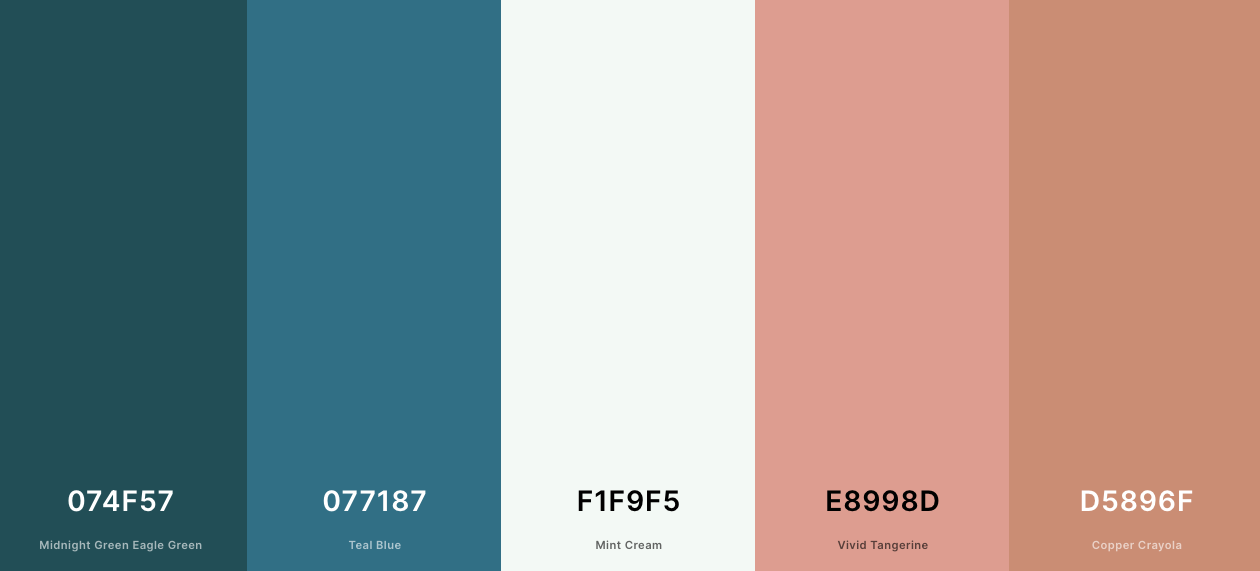 074F57
Midnight Green Eagle Green
077187
Teal Blue
F1F9F5
Mint Cream
E8998D
Vivid Tangerine
D5896F
Copper Crayola